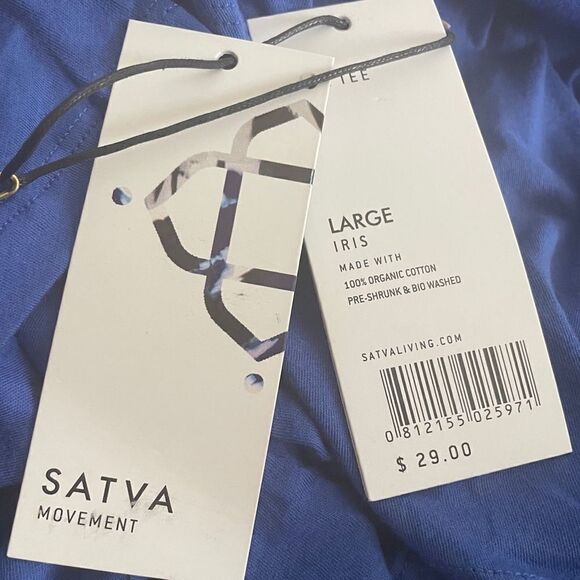 SATVA
MOVEMENT
TEE
LARGE
IRIS
MADE WITH
100% ORGANIC COTTON
PRE-SHRUNK & BIO WASHED
SATVALIVING.COM
0 812155 025971
$ 29.00